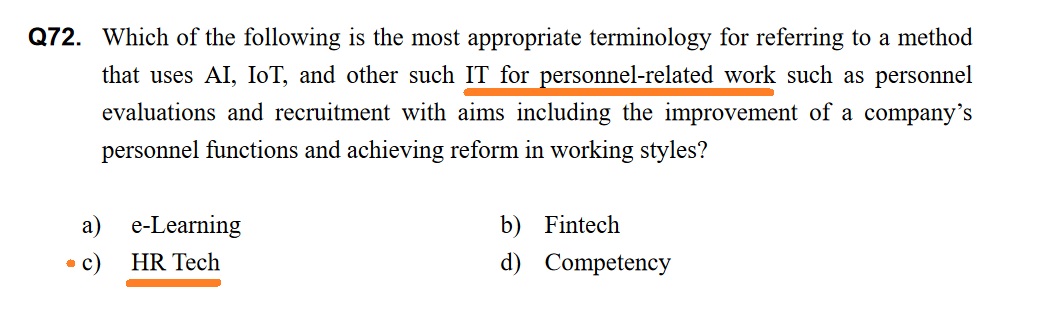 Q72. Which of the following is the most appropriate terminology for referring to a method
that uses AI, IoT, and other such IT for personnel-related work such as personnel
evaluations and recruitment with aims including the improvement of a company’s
personnel functions and achieving reform in working styles?
a) e-Learning b) Fintech
c) HR Tech d) Competency